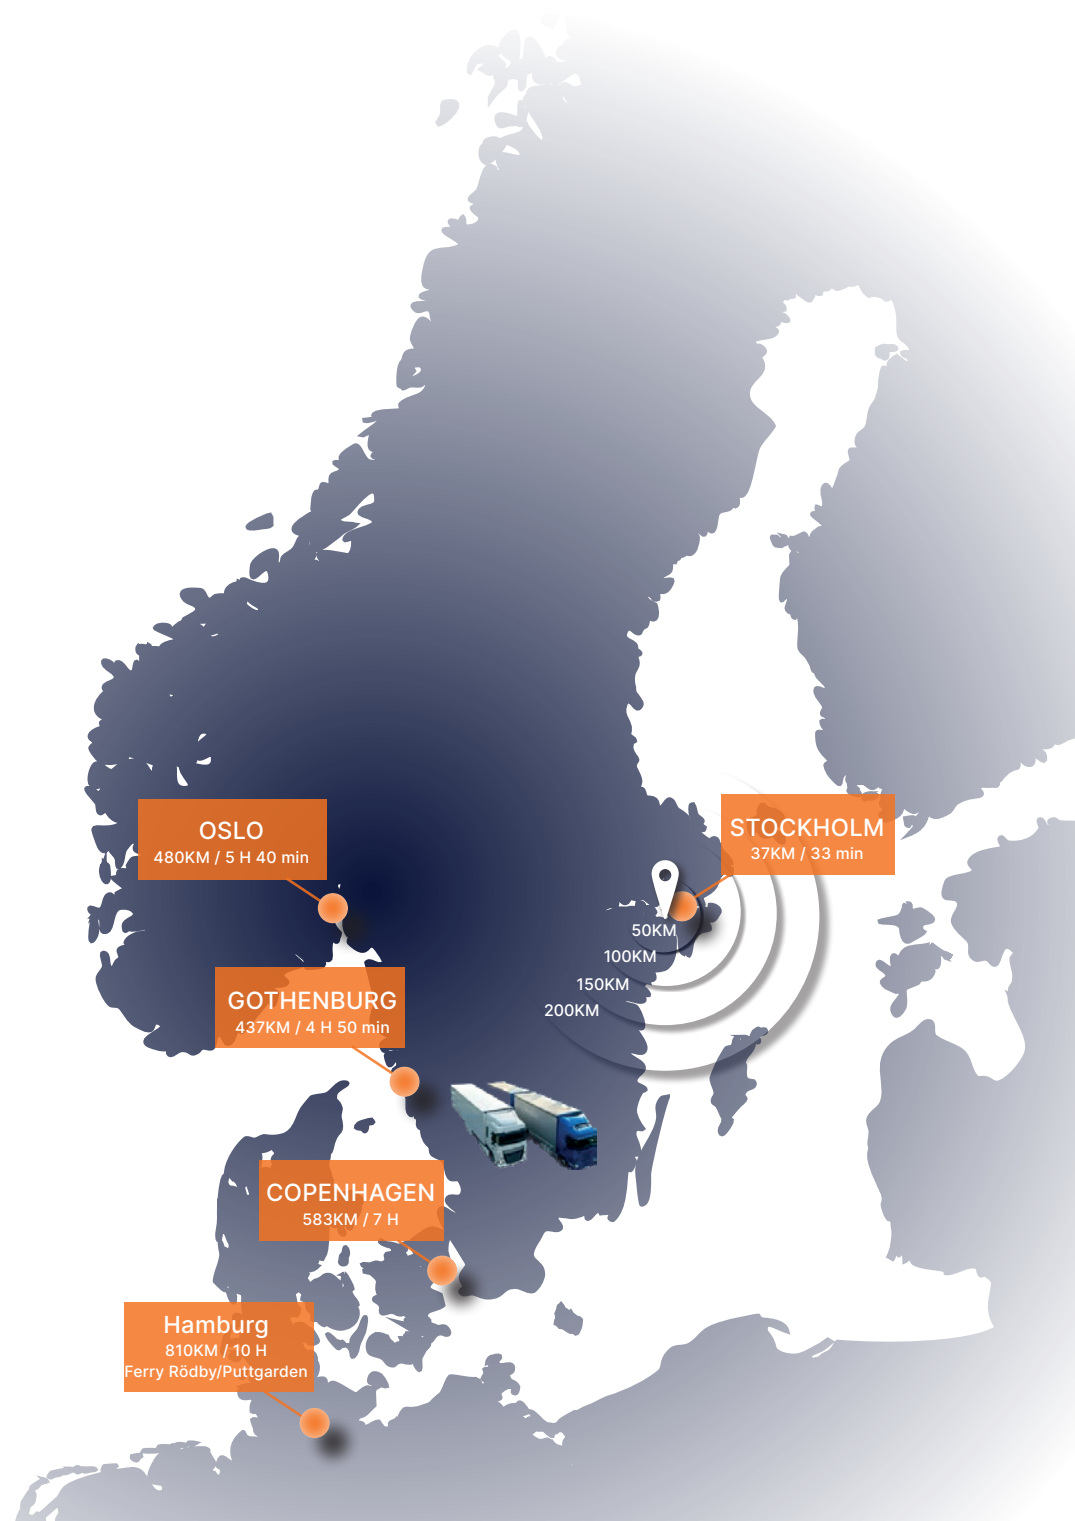 STOCKHOLM
37KM / 33 min
OSLO
480KM / 5 H 40 min
50KM
100KM
150KM
200KM
GOTHENBURG
437KM / 4 H 50 min
COPENHAGEN
583KM / 7 H
Hamburg
810KM / 10 H
Ferry Rödby/Puttgarden